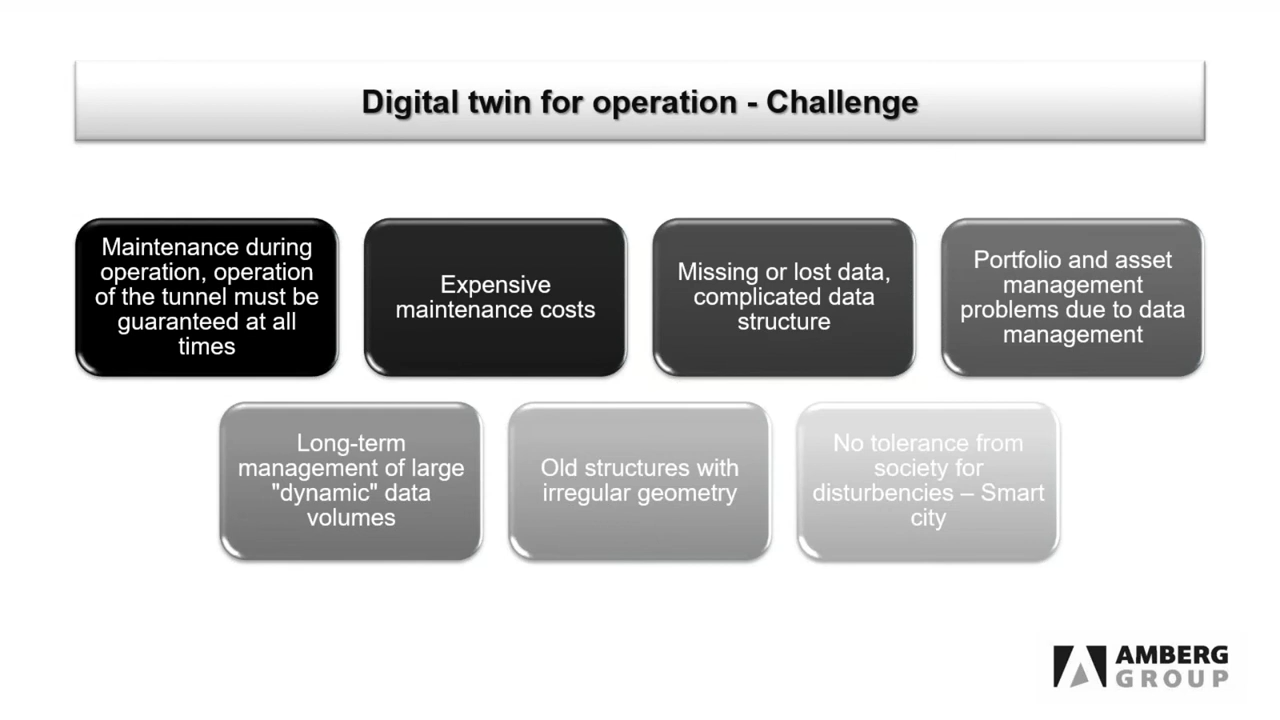 Digital twin for operation - Challenge
Maintenance during
operation, operation
of the tunnel must be
guaranteed at all
times
Expensive
maintenance costs
Missing or lost data,
complicated data
structure
Portfolio and asset
management
problems due to data
management
Long-term
management of large
"dynamic" data
volumes
Old structures with
irregular geometry
No tolerance from
society for
disturbencies – Smart
city
AMBERG
GROUP